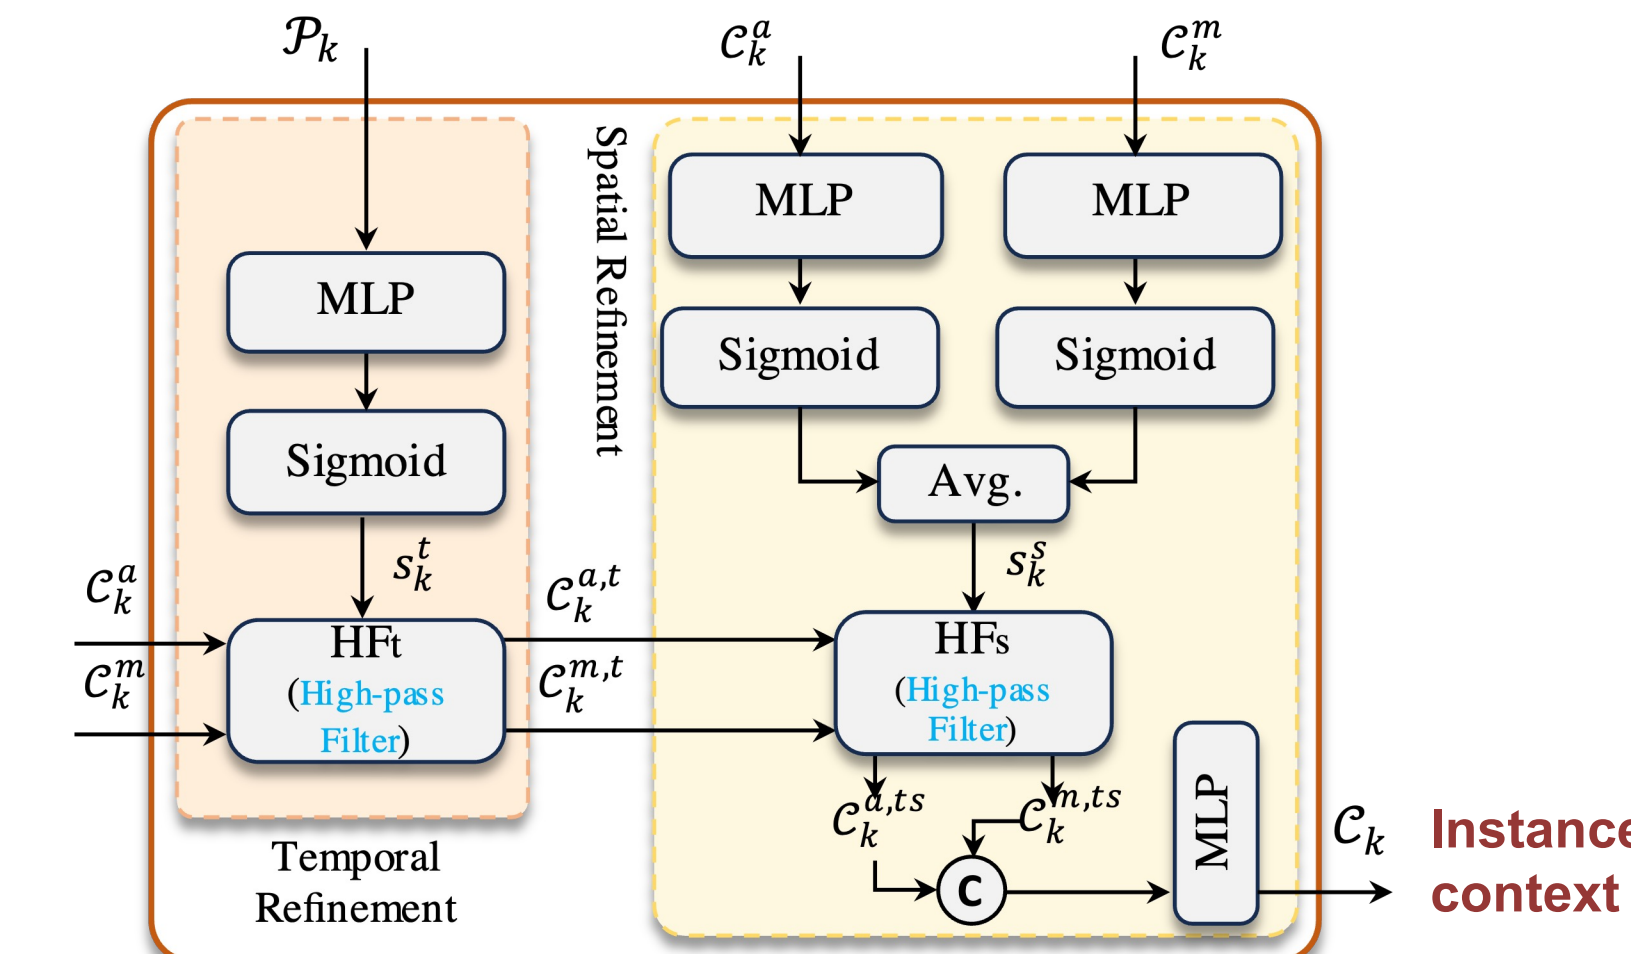 𝒫k
𝒞k^a
𝒞k^m
Spatial Refinement
MLP
MLP
MLP
Sigmoid
Sigmoid
Sigmoid
Avg.
s_k^t
s_k^s
𝒞k^a
𝒞k^m
HFt
(High-pass
Filter)
𝒞k^{a,t}
𝒞k^{m,t}
HFs
(High-pass
Filter)
𝒞k^{a,ts}
𝒞k^{m,ts}
C
MLP
𝒞k
Instance
context
Temporal
Refinement